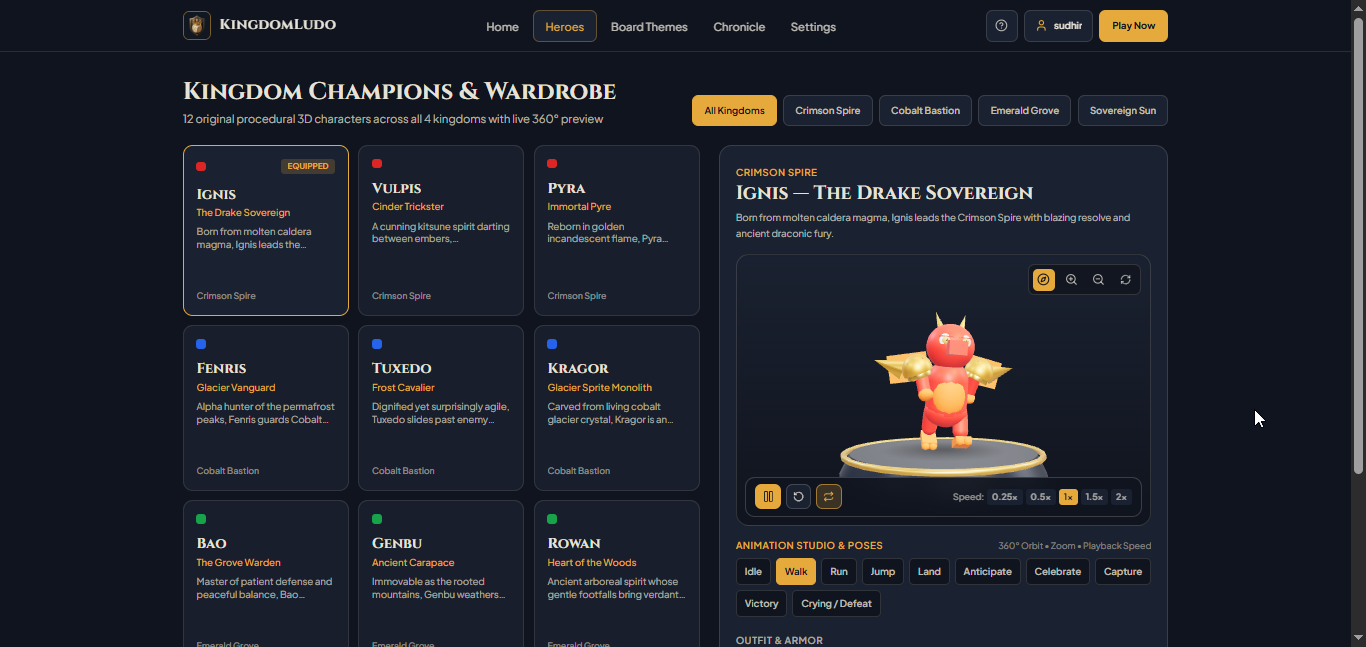 KingdomLudo
Home
Heroes
Board Themes
Chronicle
Settings
sudhir
Play Now
Kingdom Champions & Wardrobe
12 original procedural 3D characters across all 4 kingdoms with live 360° preview
All Kingdoms
Crimson Spire
Cobalt Bastion
Emerald Grove
Sovereign Sun
EQUIPPED
Ignis
The Drake Sovereign
Born from molten caldera
magma, Ignis leads the...
Crimson Spire
Vulpis
Cinder Trickster
A cunning kitsune spirit darting
between embers,...
Crimson Spire
Pyra
Immortal Pyre
Reborn in golden
incandescent flame, Pyra...
Crimson Spire
Fenris
Glacier Vanguard
Alpha hunter of the permafrost
peaks, Fenris guards Cobalt...
Cobalt Bastion
Tuxedo
Frost Cavalier
Dignified yet surprisingly agile,
Tuxedo slides past enemy...
Cobalt Bastion
Kragor
Glacier Sprite Monolith
Carved from living cobalt
glacier crystal, Kragor is an...
Cobalt Bastion
Bao
The Grove Warden
Master of patient defense and
peaceful balance, Bao...
Emerald Grove
Genbu
Ancient Carapace
Immovable as the rooted
mountains, Genbu weathers...
Emerald Grove
Rowan
Heart of the Woods
Ancient arboreal spirit whose
gentle footfalls bring verdant...
Emerald Grove
CRIMSON SPIRE
Ignis — The Drake Sovereign
Born from molten caldera magma, Ignis leads the Crimson Spire with blazing resolve and
ancient draconic fury.
Speed:
0.25x
0.5x
1x
1.5x
2x
ANIMATION STUDIO & POSES
360° Orbit • Zoom • Playback Speed
Idle
Walk
Run
Jump
Land
Anticipate
Celebrate
Capture
Victory
Crying / Defeat
OUTFIT & ARMOR